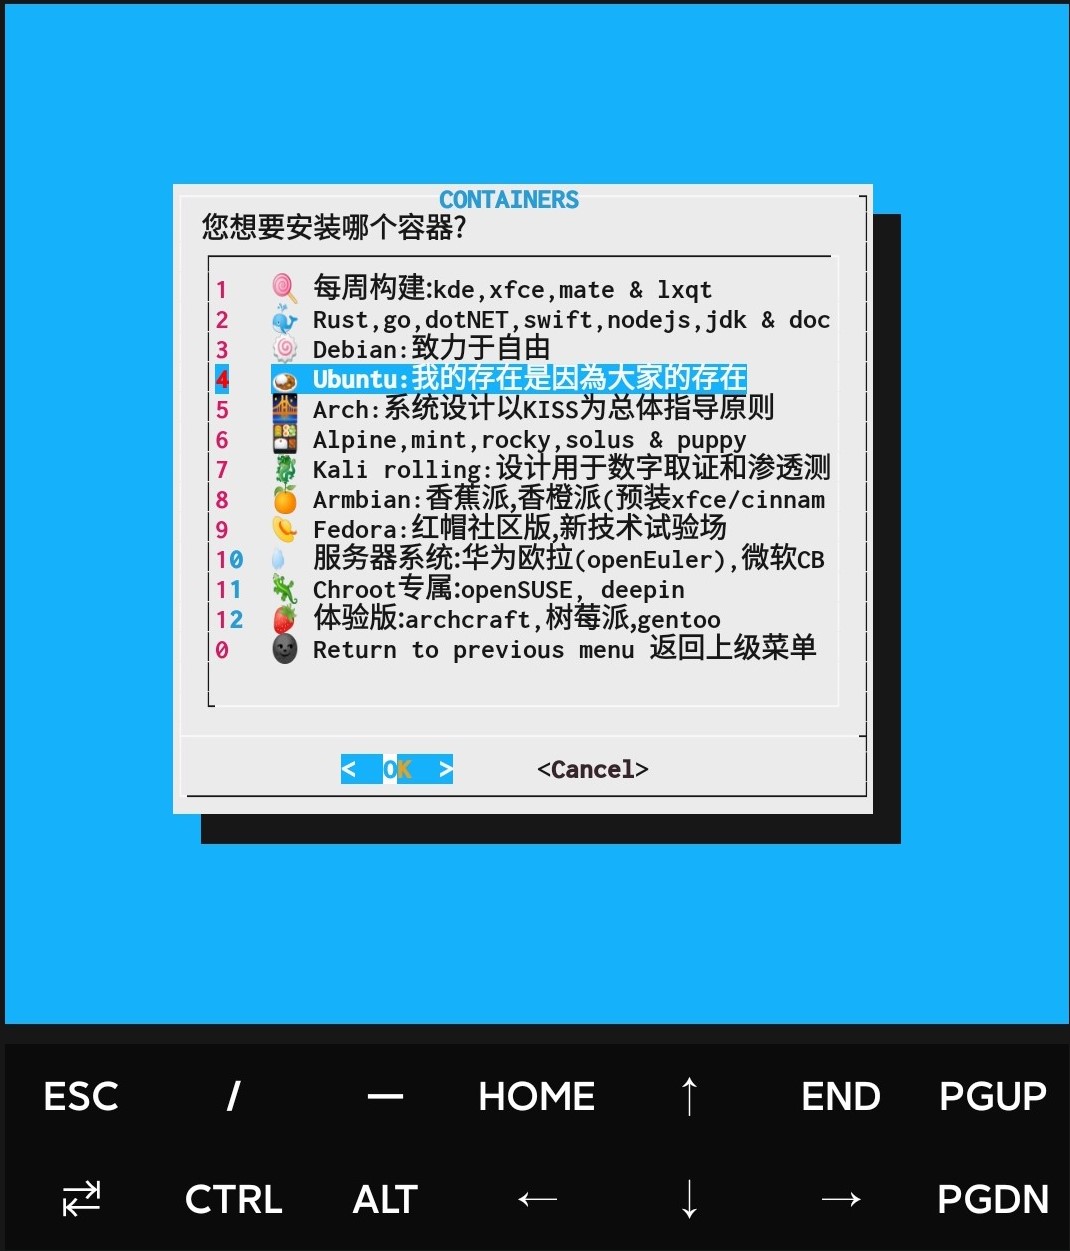 CONTAINERS
您想要安装哪个容器?
1 每周构建:kde,xfce,mate & lxqt
2 Rust,go,dotNET,swift,nodejs,jdk & doc
3 Debian:致力于自由
4 Ubuntu:我的存在是因為大家的存在
5 Arch:系统设计以KISS为总体指导原则
6 Alpine,mint,rocky,solus & puppy
7 Kali rolling:设计用于数字取证和渗透测
8 Armbian:香蕉派,香橙派(预装xfce/cinnam
9 Fedora:红帽社区版,新技术试验场
10 服务器系统:华为欧拉(openEuler),微软CB
11 Chroot专属:openSUSE, deepin
12 体验版:archcraft,树莓派,gentoo
0 Return to previous menu 返回上级菜单
< OK > <Cancel>
ESC / — HOME ↑ END PGUP
⇄ CTRL ALT ← ↓ → PGDN